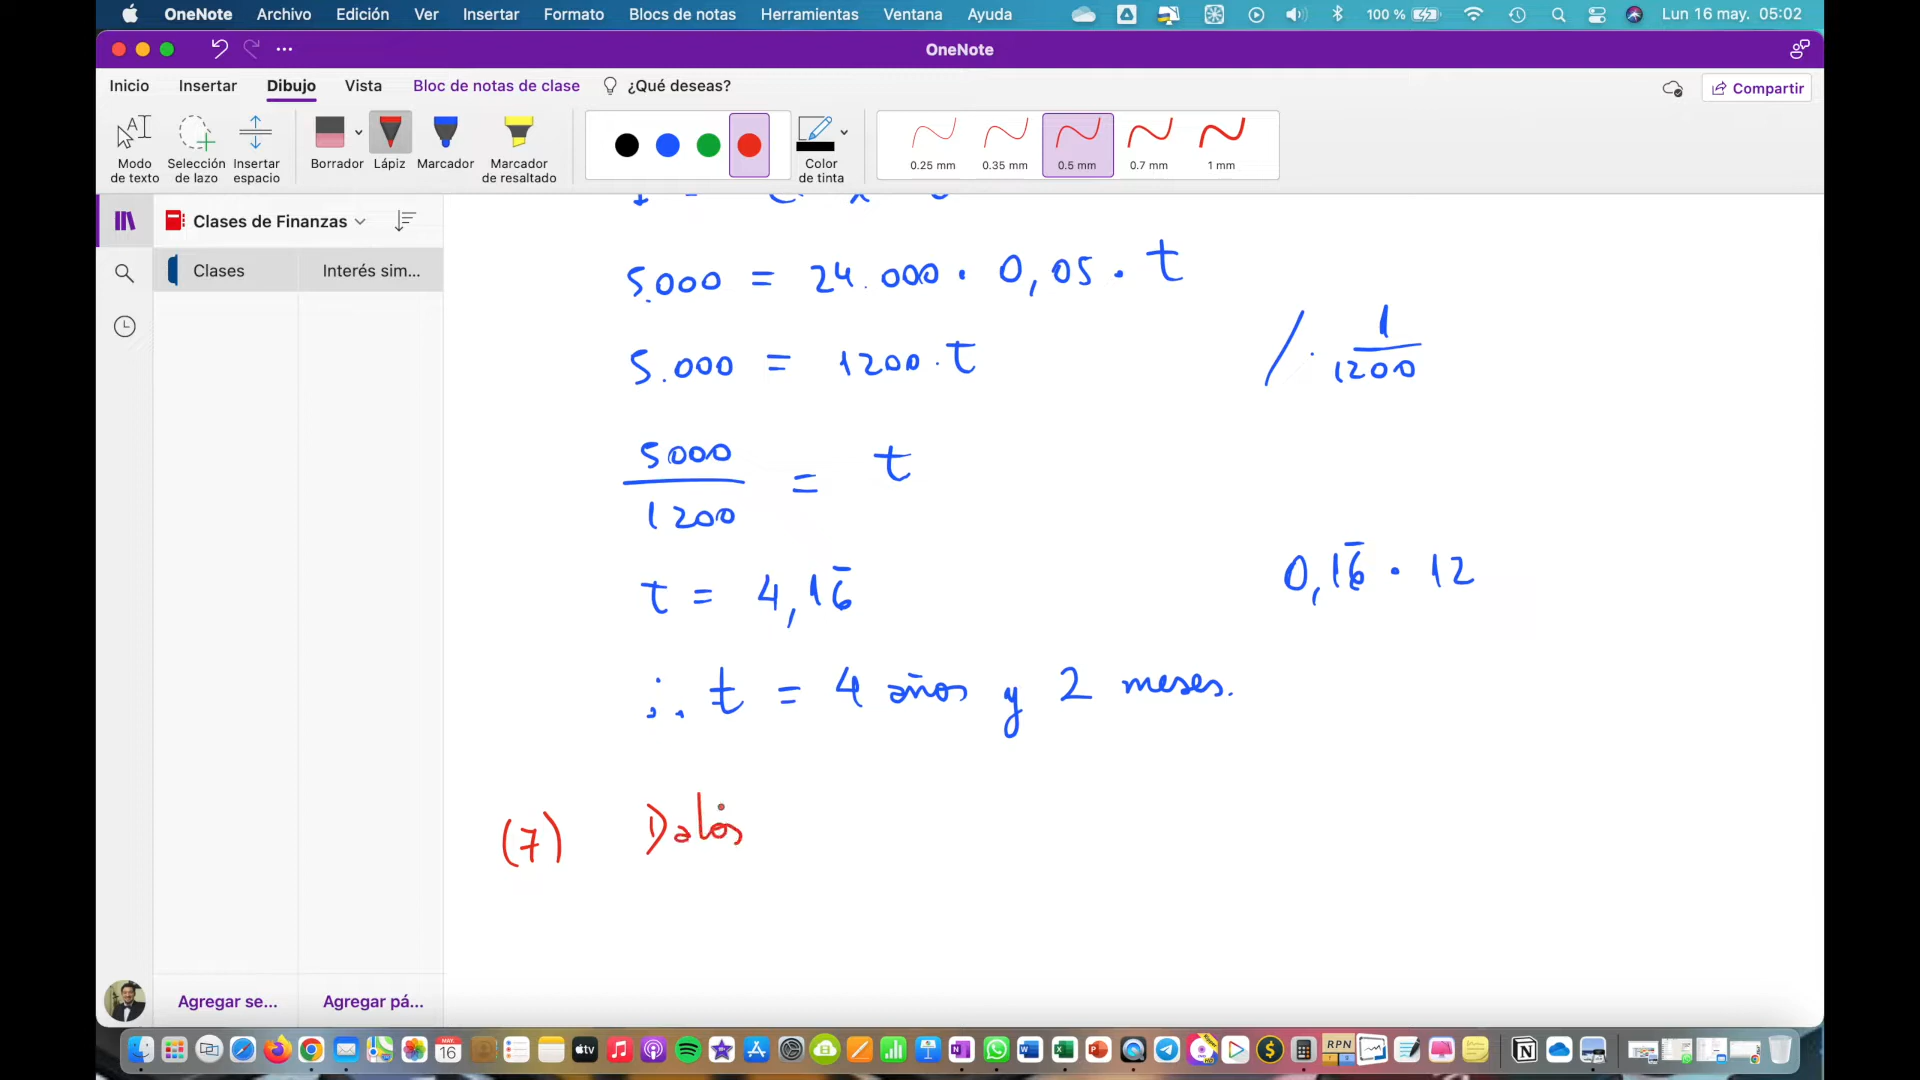 OneNote Archivo Edición Ver Insertar Formato Blocs de notas Herramientas Ventana Ayuda 100 % Lun 16 may. 05:02
OneNote
Inicio Insertar Dibujo Vista Bloc de notas de clase ¿Qué deseas? Compartir
Modo de texto
Selección de lazo
Insertar espacio
Borrador
Lápiz
Marcador
Marcador de resaltado
Color de tinta
0.25 mm 0.35 mm 0.5 mm 0.7 mm 1 mm
Clases de Finanzas
Clases Interés sim...
5.000 = 24.000 · 0,05 · t
5.000 = 1200 · t / · 1/1200
5000/1200 = t
t = 4,16̅ 0,16̅ · 12
∴ t = 4 años y 2 meses.
(7) Datos
Agregar se... Agregar pá...
MAY. 16
tv
RPN